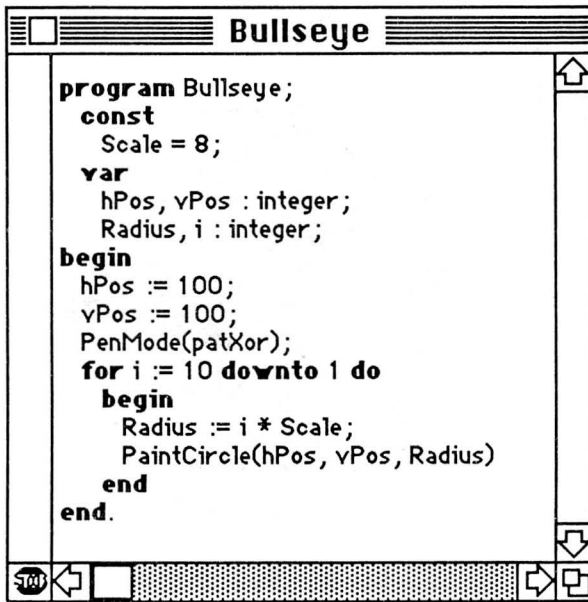 Bullseye
program Bullseye;
const
Scale = 8;
var
hPos, vPos : integer;
Radius, i : integer;
begin
hPos := 100;
vPos := 100;
PenMode(patXor);
for i := 10 downto 1 do
begin
Radius := i * Scale;
PaintCircle(hPos, vPos, Radius)
end
end.